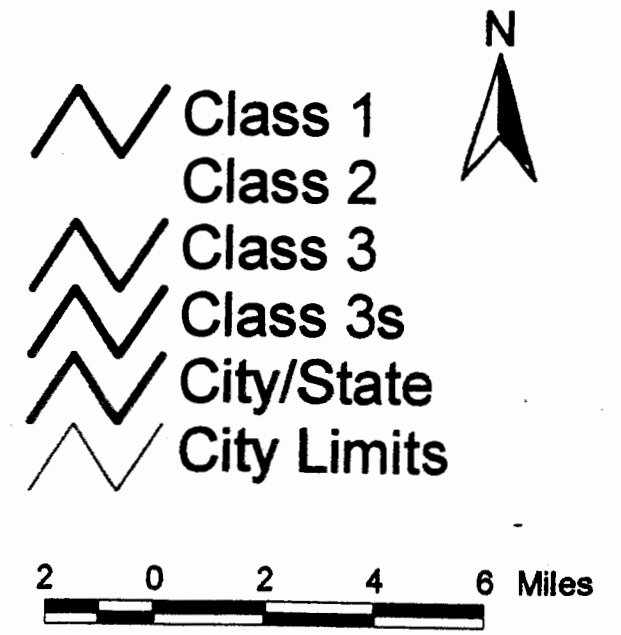 N
Class 1
Class 2
Class 3
Class 3s
City/State
City Limits
2 0 2 4 6 Miles